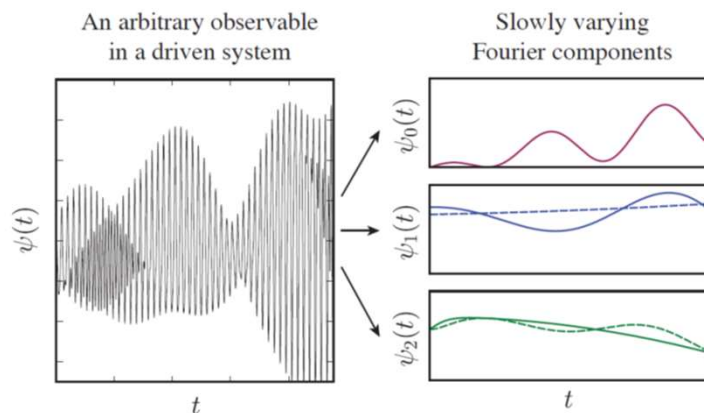 An arbitrary observable
in a driven system
Slowly varying
Fourier components
ψ(t)
t
ψ₀(t)
ψ₁(t)
ψ₂(t)
t